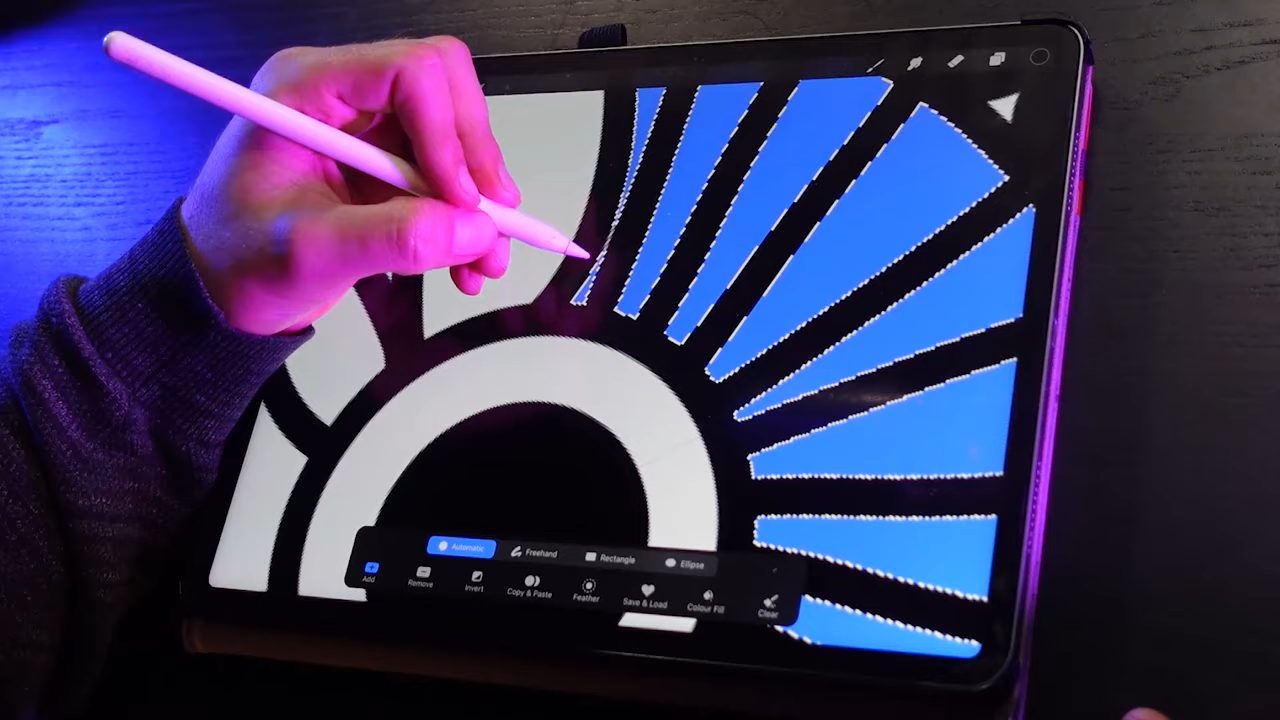 Automatic Freehand Rectangle Ellipse
Add Remove Invert Copy & Paste Feather Save & Load Colour Fill Clear